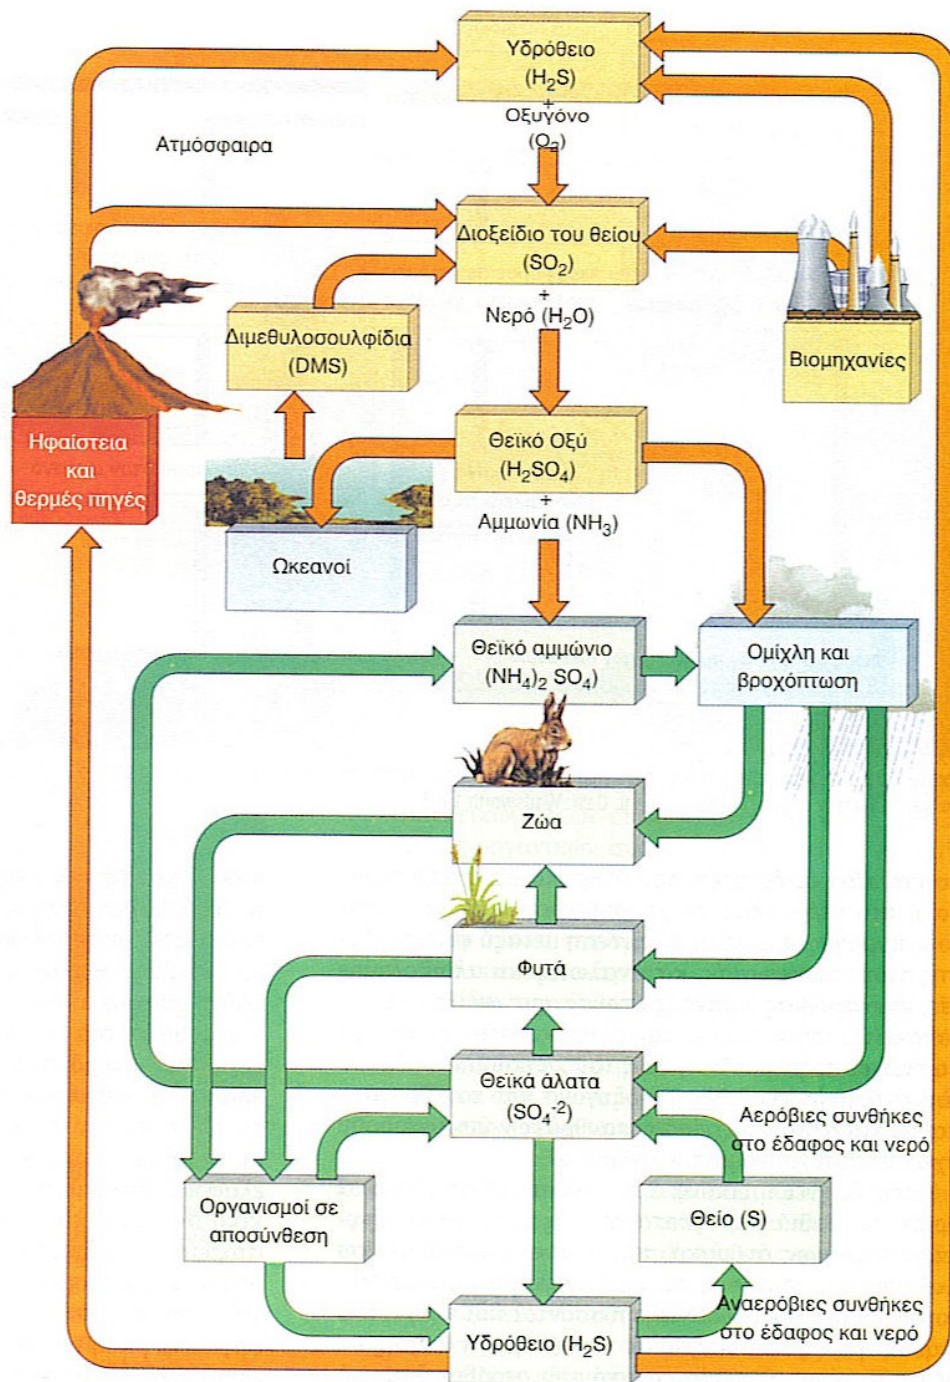 Υδρόθειο
(H₂S)
+
Οξυγόνο
(O₂)
Ατμόσφαιρα
Διοξείδιο του θείου
(SO₂)
+
Νερό (H₂O)
Διμεθυλοσουλφίδια
(DMS)
Βιομηχανίες
Ηφαίστεια
και
θερμές πηγές
Θεϊκό Οξύ
(H₂SO₄)
+
Αμμωνία (NH₃)
Ωκεανοί
Θεϊκό αμμώνιο
(NH₄)₂ SO₄)
Ομίχλη και
βροχόπτωση
Ζώα
Φυτά
Θεϊκά άλατα
(SO₄⁻²)
Αερόβιες συνθήκες
στο έδαφος και νερό
Οργανισμοί σε
αποσύνθεση
Θείο (S)
Υδρόθειο (H₂S)
Αναερόβιες συνθήκες
στο έδαφος και νερό